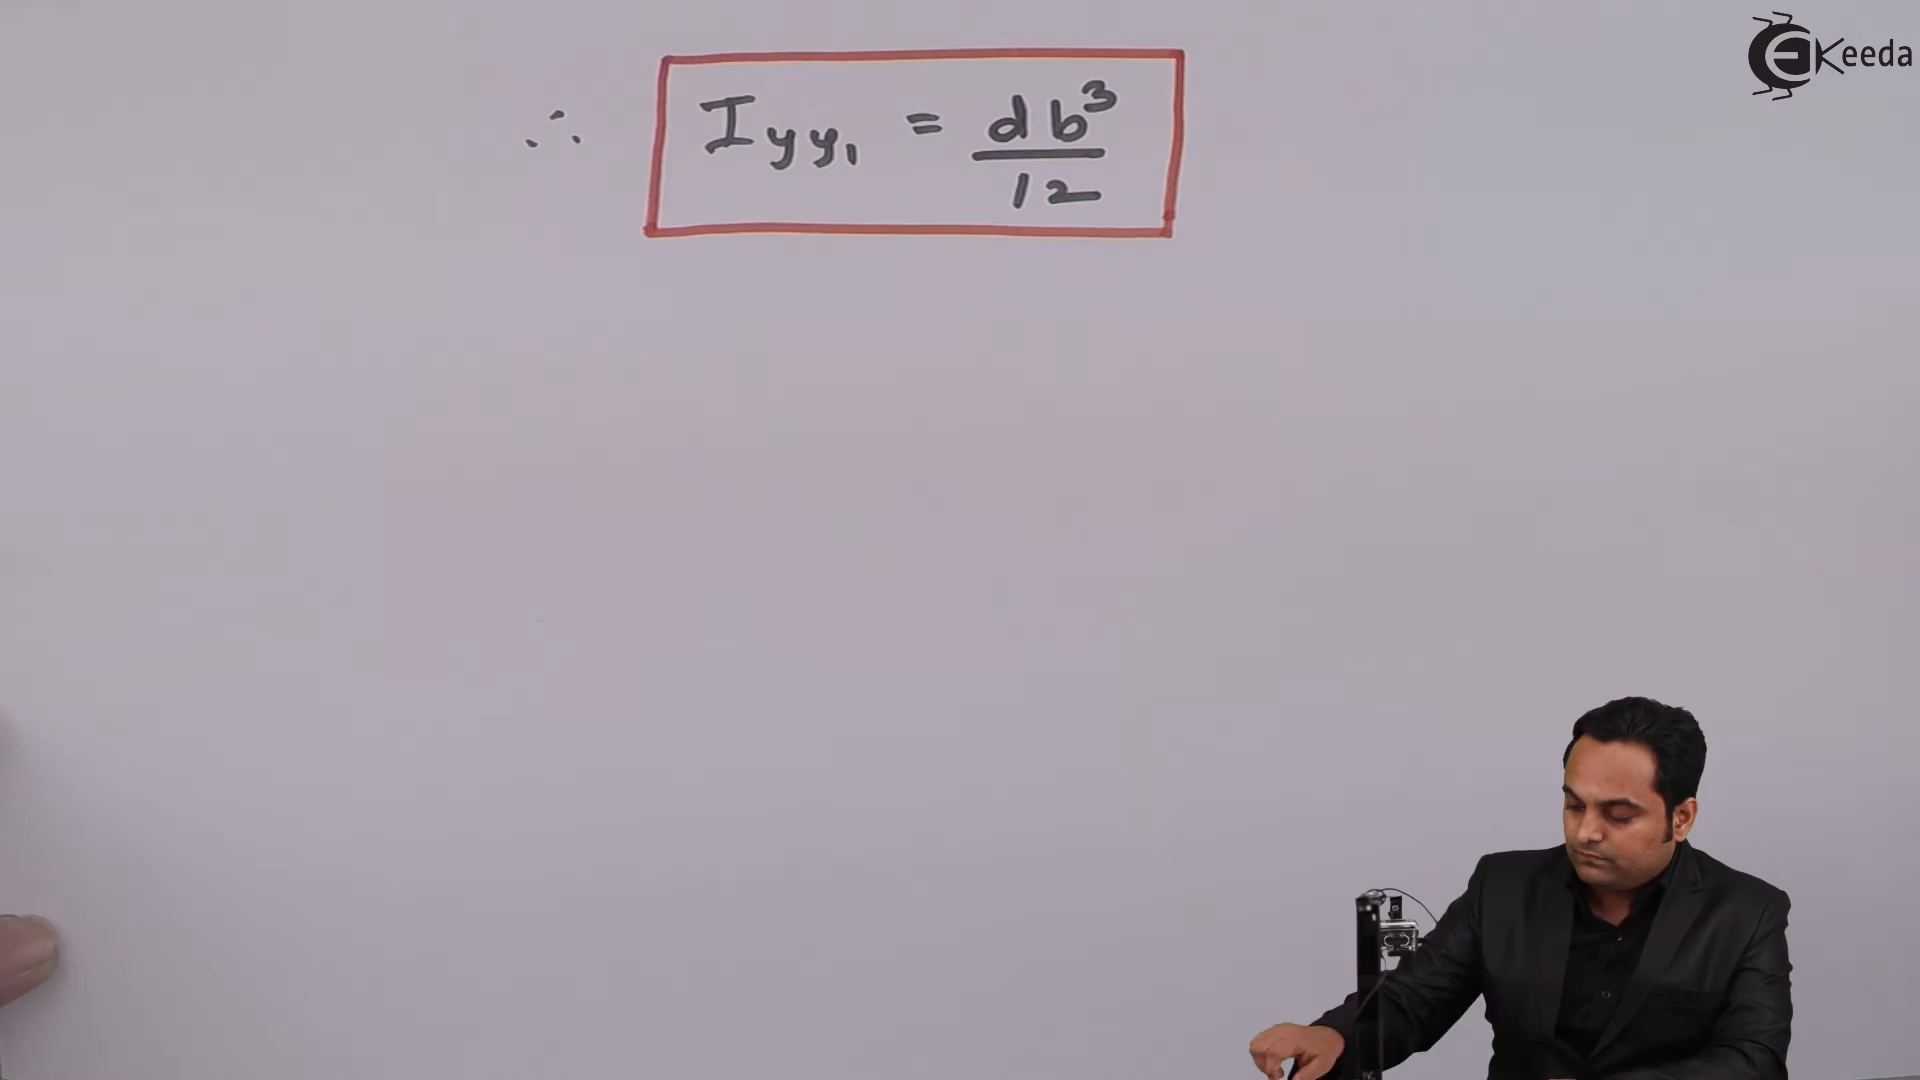 ∴ Iyy₁ = db³/12
EKeeda